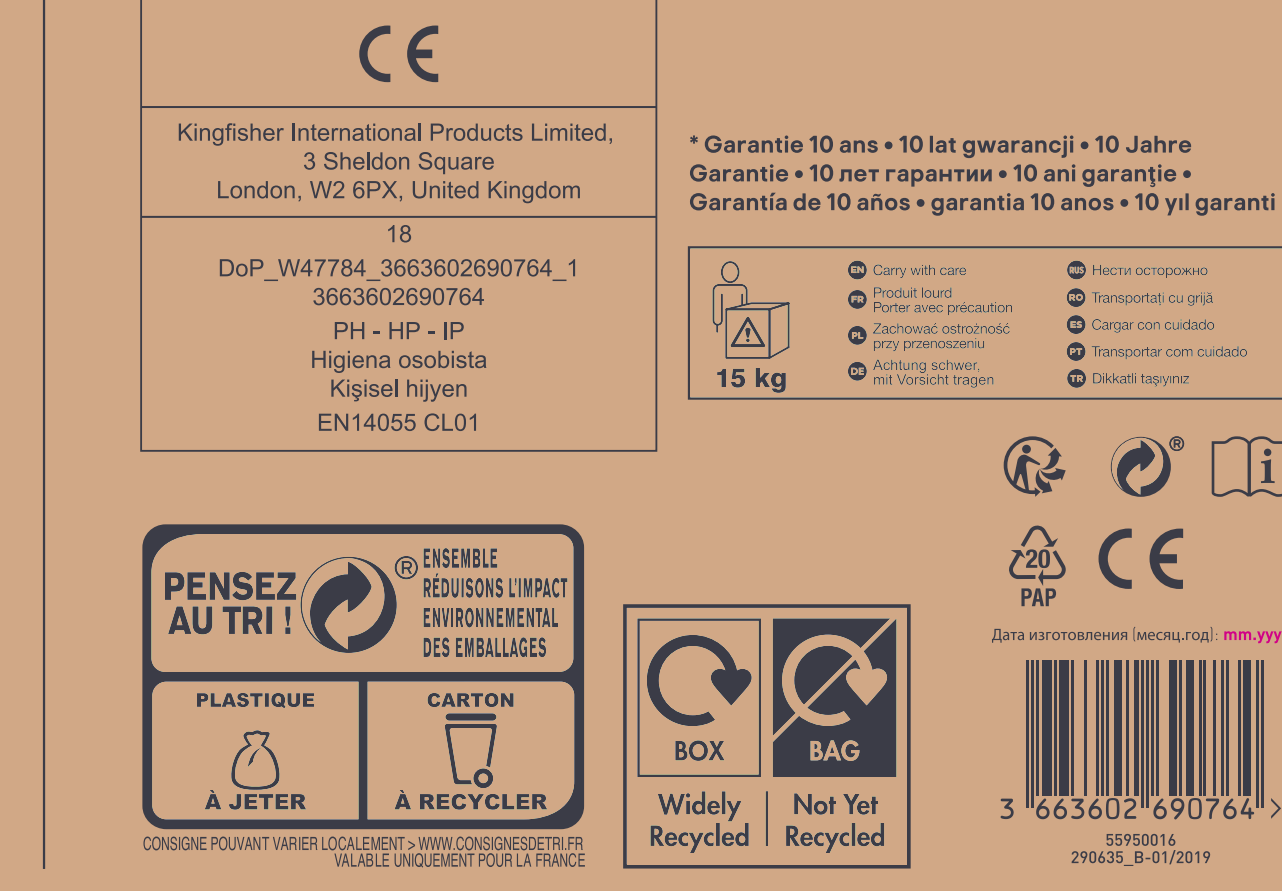 CE
Kingfisher International Products Limited,
3 Sheldon Square
London, W2 6PX, United Kingdom
18
DoP_W47784_3663602690764_1
3663602690764
PH - HP - IP
Higiena osobista
Kişisel hijyen
EN14055 CL01
* Garantie 10 ans • 10 lat gwarancji • 10 Jahre
Garantie • 10 лет гарантии • 10 ani garanţie •
Garantía de 10 años • garantia 10 anos • 10 yıl garanti
15 kg
EN Carry with care
FR Produit lourd
Porter avec précaution
PL Zachować ostrożność
przy przenoszeniu
DE Achtung schwer,
mit Vorsicht tragen
RUS Нести осторожно
RO Transportați cu grijă
ES Cargar con cuidado
PT Transportar com cuidado
TR Dikkatli taşıyınız
®
i
20
PAP
CE
Дата изготовления (месяц.год): mm.yyy
3 663602 690764 >
55950016
290635_B-01/2019
PENSEZ
AU TRI !
®
ENSEMBLE
RÉDUISONS L'IMPACT
ENVIRONNEMENTAL
DES EMBALLAGES
PLASTIQUE
À JETER
CARTON
À RECYCLER
CONSIGNE POUVANT VARIER LOCALEMENT > WWW.CONSIGNESDETRI.FR
VALABLE UNIQUEMENT POUR LA FRANCE
BOX
Widely
Recycled
BAG
Not Yet
Recycled